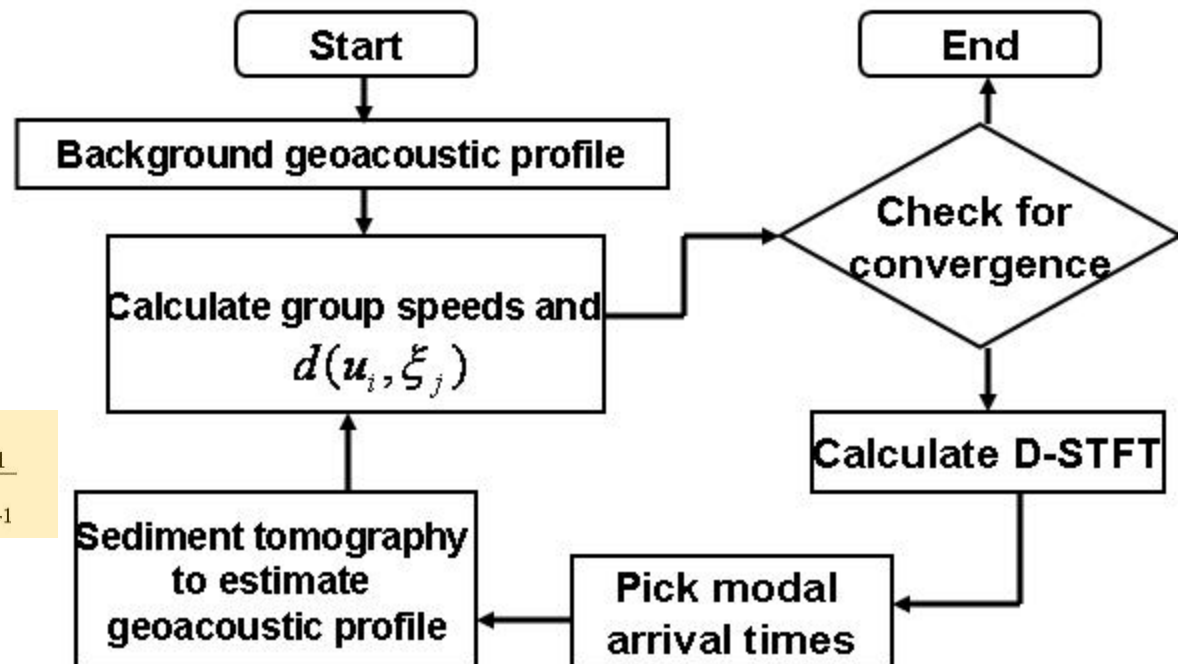 Start
Background geoacoustic profile
Calculate group speeds and
d(u_i, ξ_j)
End
Check for
convergence
Calculate D-STFT
Pick modal
arrival times
Sediment tomography
to estimate
geoacoustic profile
1